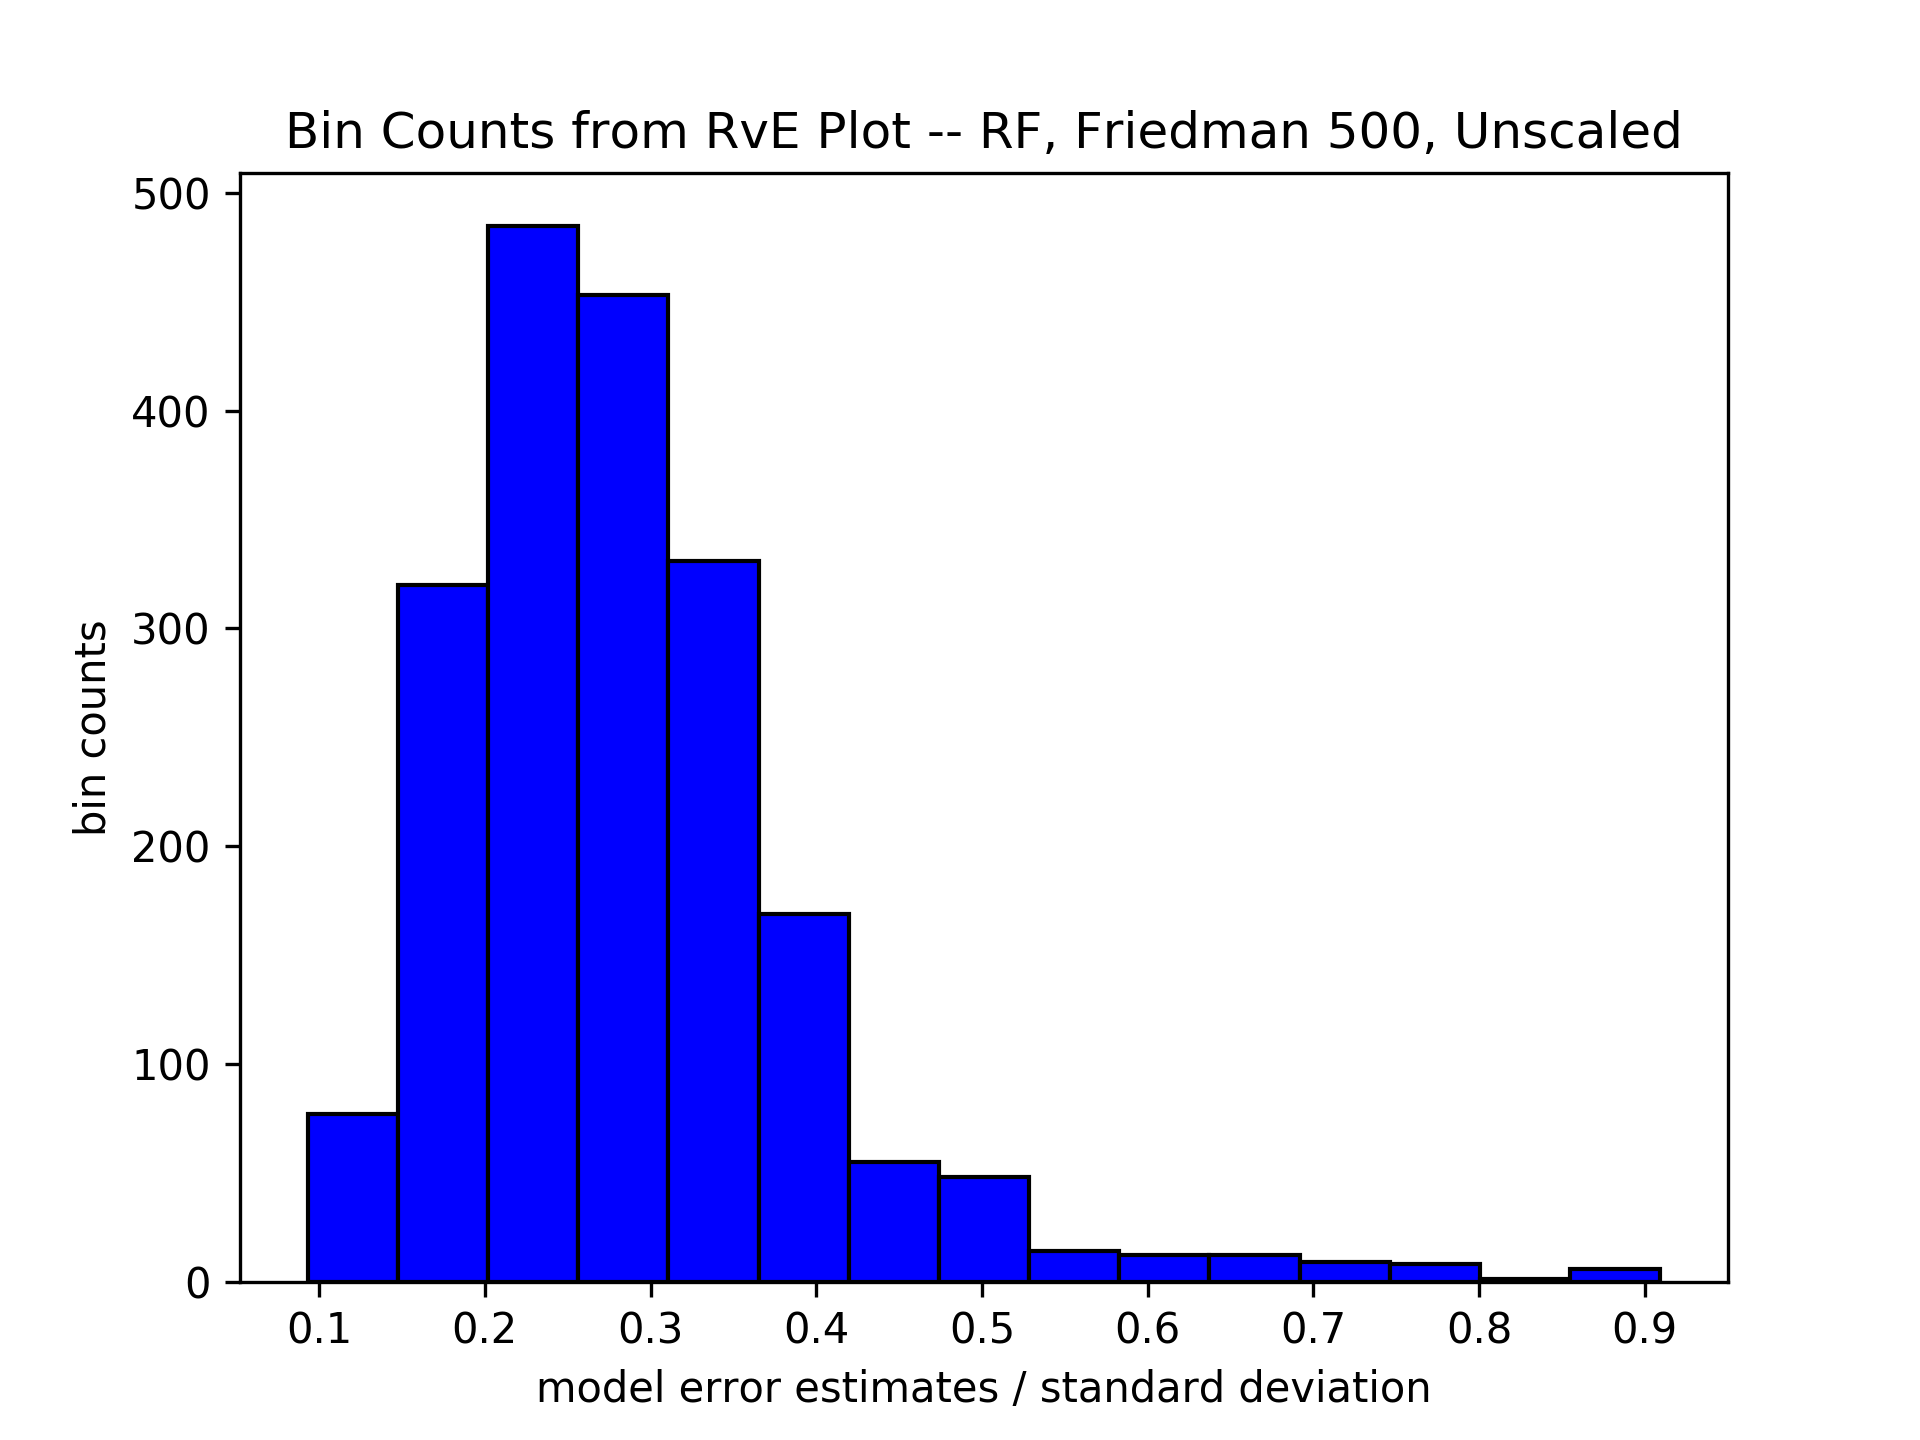 Bin Counts from RvE Plot -- RF, Friedman 500, Unscaled
500
400
300
200
100
0
bin counts
0.1 0.2 0.3 0.4 0.5 0.6 0.7 0.8 0.9
model error estimates / standard deviation